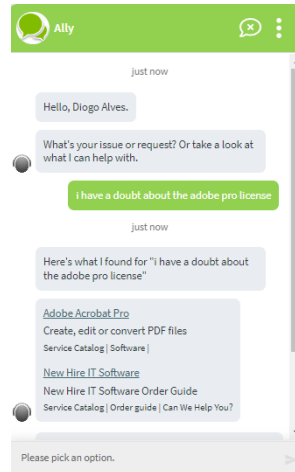 Ally
just now
Hello, Diogo Alves.
What's your issue or request? Or take a look at
what I can help with.
i have a doubt about the adobe pro license
just now
Here's what I found for "i have a doubt about
the adobe pro license"
Adobe Acrobat Pro
Create, edit or convert PDF files
Service Catalog | Software |
New Hire IT Software
New Hire IT Software Order Guide
Service Catalog | Order guide | Can We Help You?
Please pick an option.